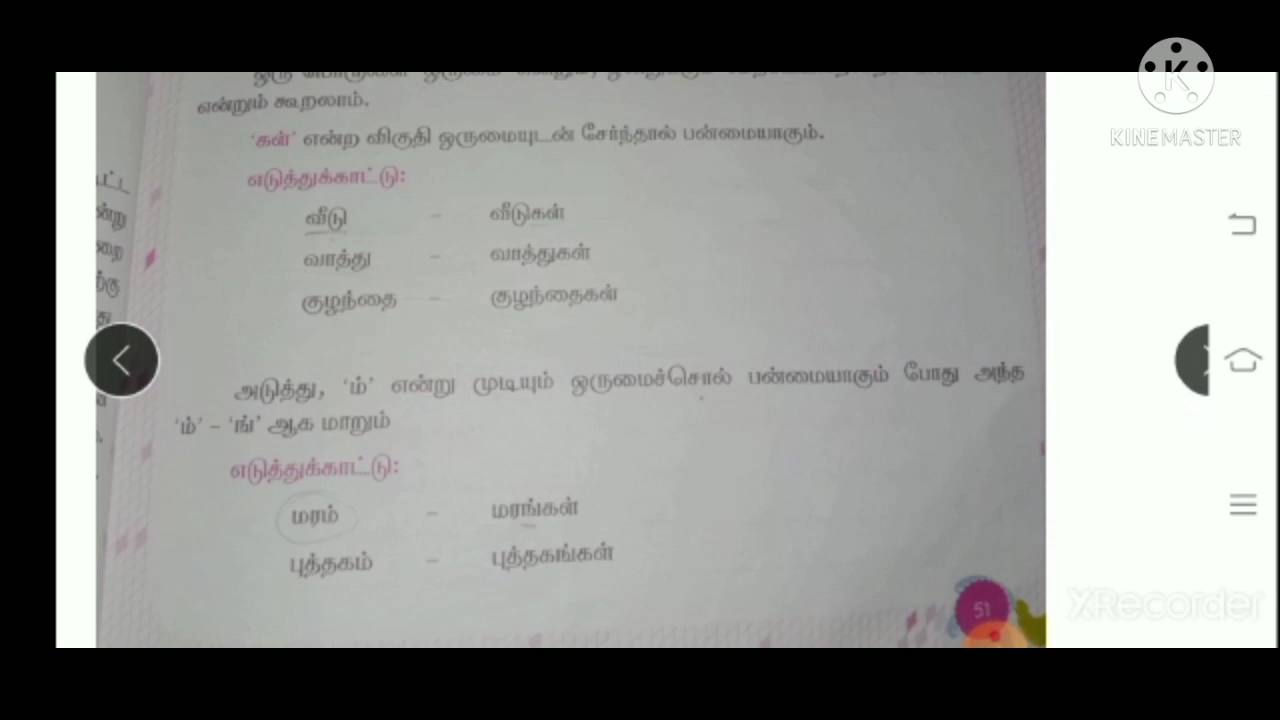 என்றும் கூறலாம்.
'கள்' என்ற விகுதி ஒருமையுடன் சேர்ந்தால் பன்மையாகும்.
எடுத்துக்காட்டு:
வீடு - வீடுகள்
வாத்து - வாத்துகள்
குழந்தை - குழந்தைகள்
அடுத்து, 'ம்' என்று முடியும் ஒருமைச்சொல் பன்மையாகும் போது அந்த
'ம்' - 'ங்' ஆக மாறும்
எடுத்துக்காட்டு:
மரம் - மரங்கள்
புத்தகம் - புத்தகங்கள்
51
K
KINEMASTER
XRecorder